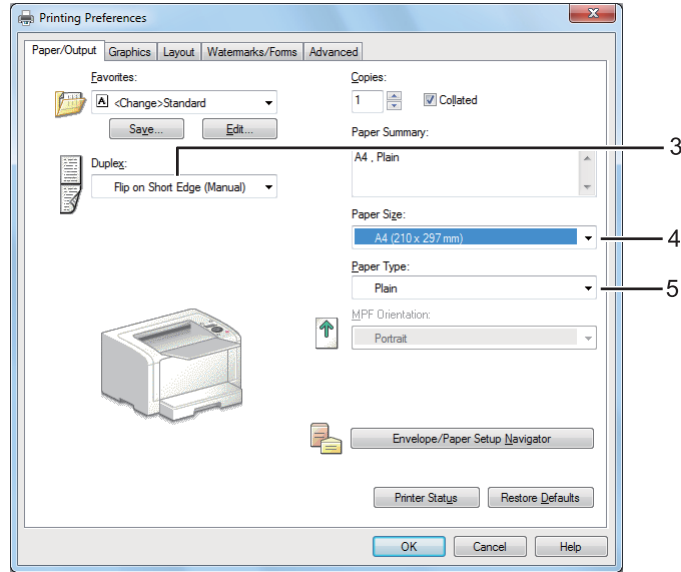 Printing Preferences
Paper/Output Graphics Layout Watermarks/Forms Advanced
Favorites:
A <Change>Standard
Save... Edit...
Duplex:
Flip on Short Edge (Manual)
Copies:
1 Collated
Paper Summary:
A4 , Plain
3
Paper Size:
A4 (210 x 297 mm)
4
Paper Type:
Plain
5
MPF Orientation:
Portrait
Envelope/Paper Setup Navigator
Printer Status Restore Defaults
OK Cancel Help